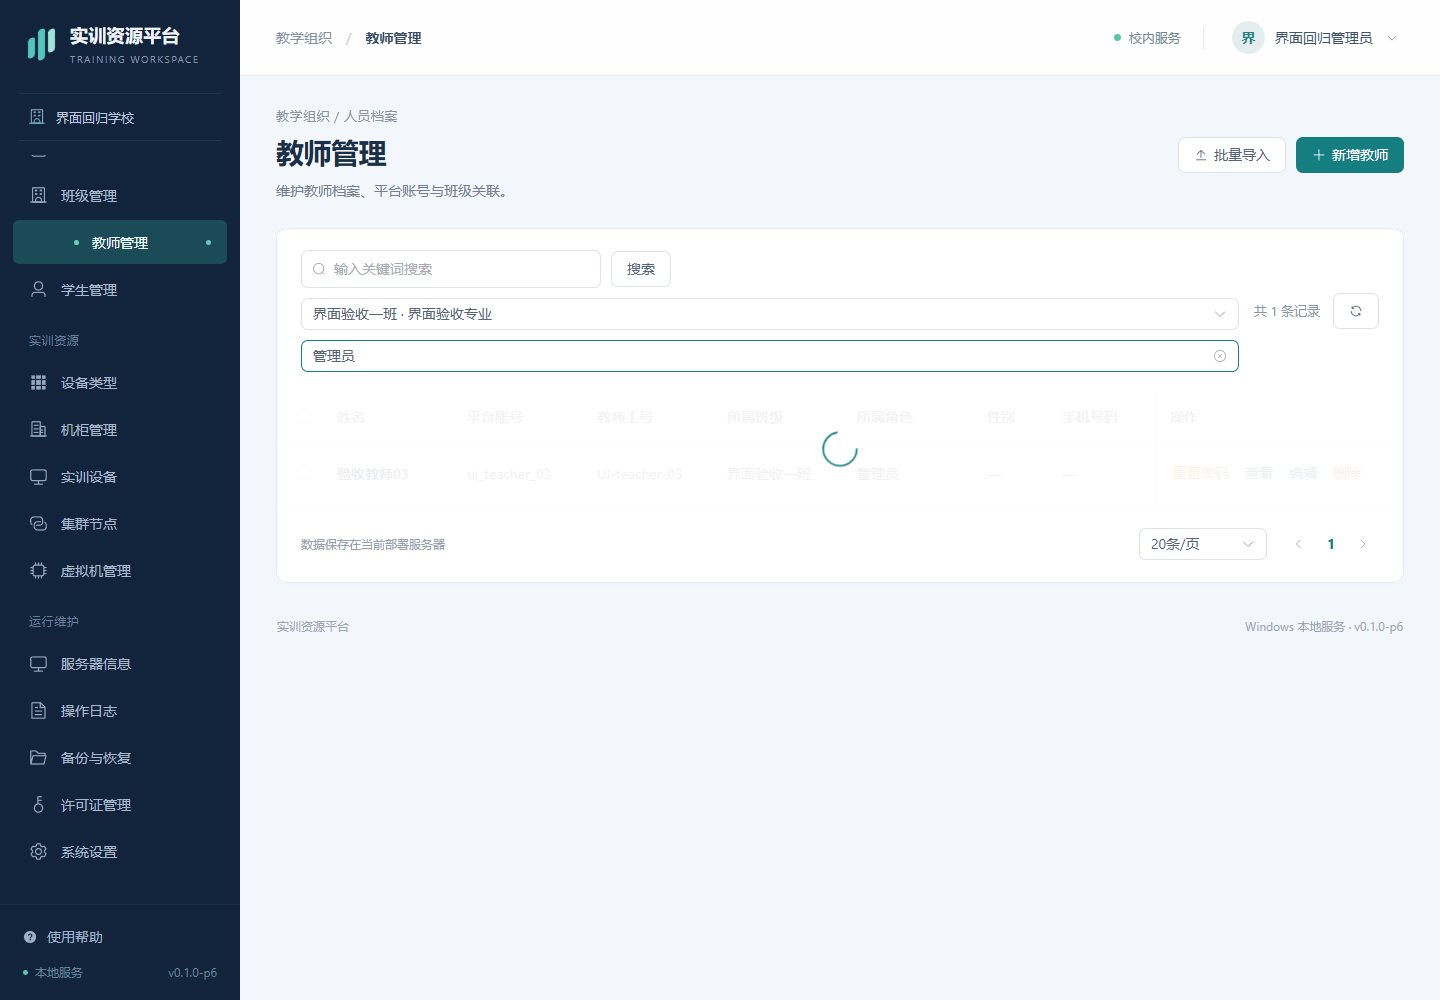 实训资源平台
TRAINING WORKSPACE
界面回归学校
班级管理
教师管理
学生管理
实训资源
设备类型
机柜管理
实训设备
集群节点
虚拟机管理
运行维护
服务器信息
操作日志
备份与恢复
许可证管理
系统设置
使用帮助
本地服务 v0.1.0-p6
教学组织 / 教师管理
校内服务
界 界面回归管理员
教学组织 / 人员档案
教师管理
维护教师档案、平台账号与班级关联。
批量导入
新增教师
输入关键词搜索 搜索
界面验收一班 · 界面验收专业
共 1 条记录
管理员
姓名 平台账号 教师工号 所属班级 所属角色 性别 手机号码 操作
验收教师03 ui_teacher_03 UI-teacher-03 界面验收一班 管理员 — — 重置密码 查看 编辑 删除
数据保存在当前部署服务器 20条/页 1
实训资源平台 Windows 本地服务 · v0.1.0-p6